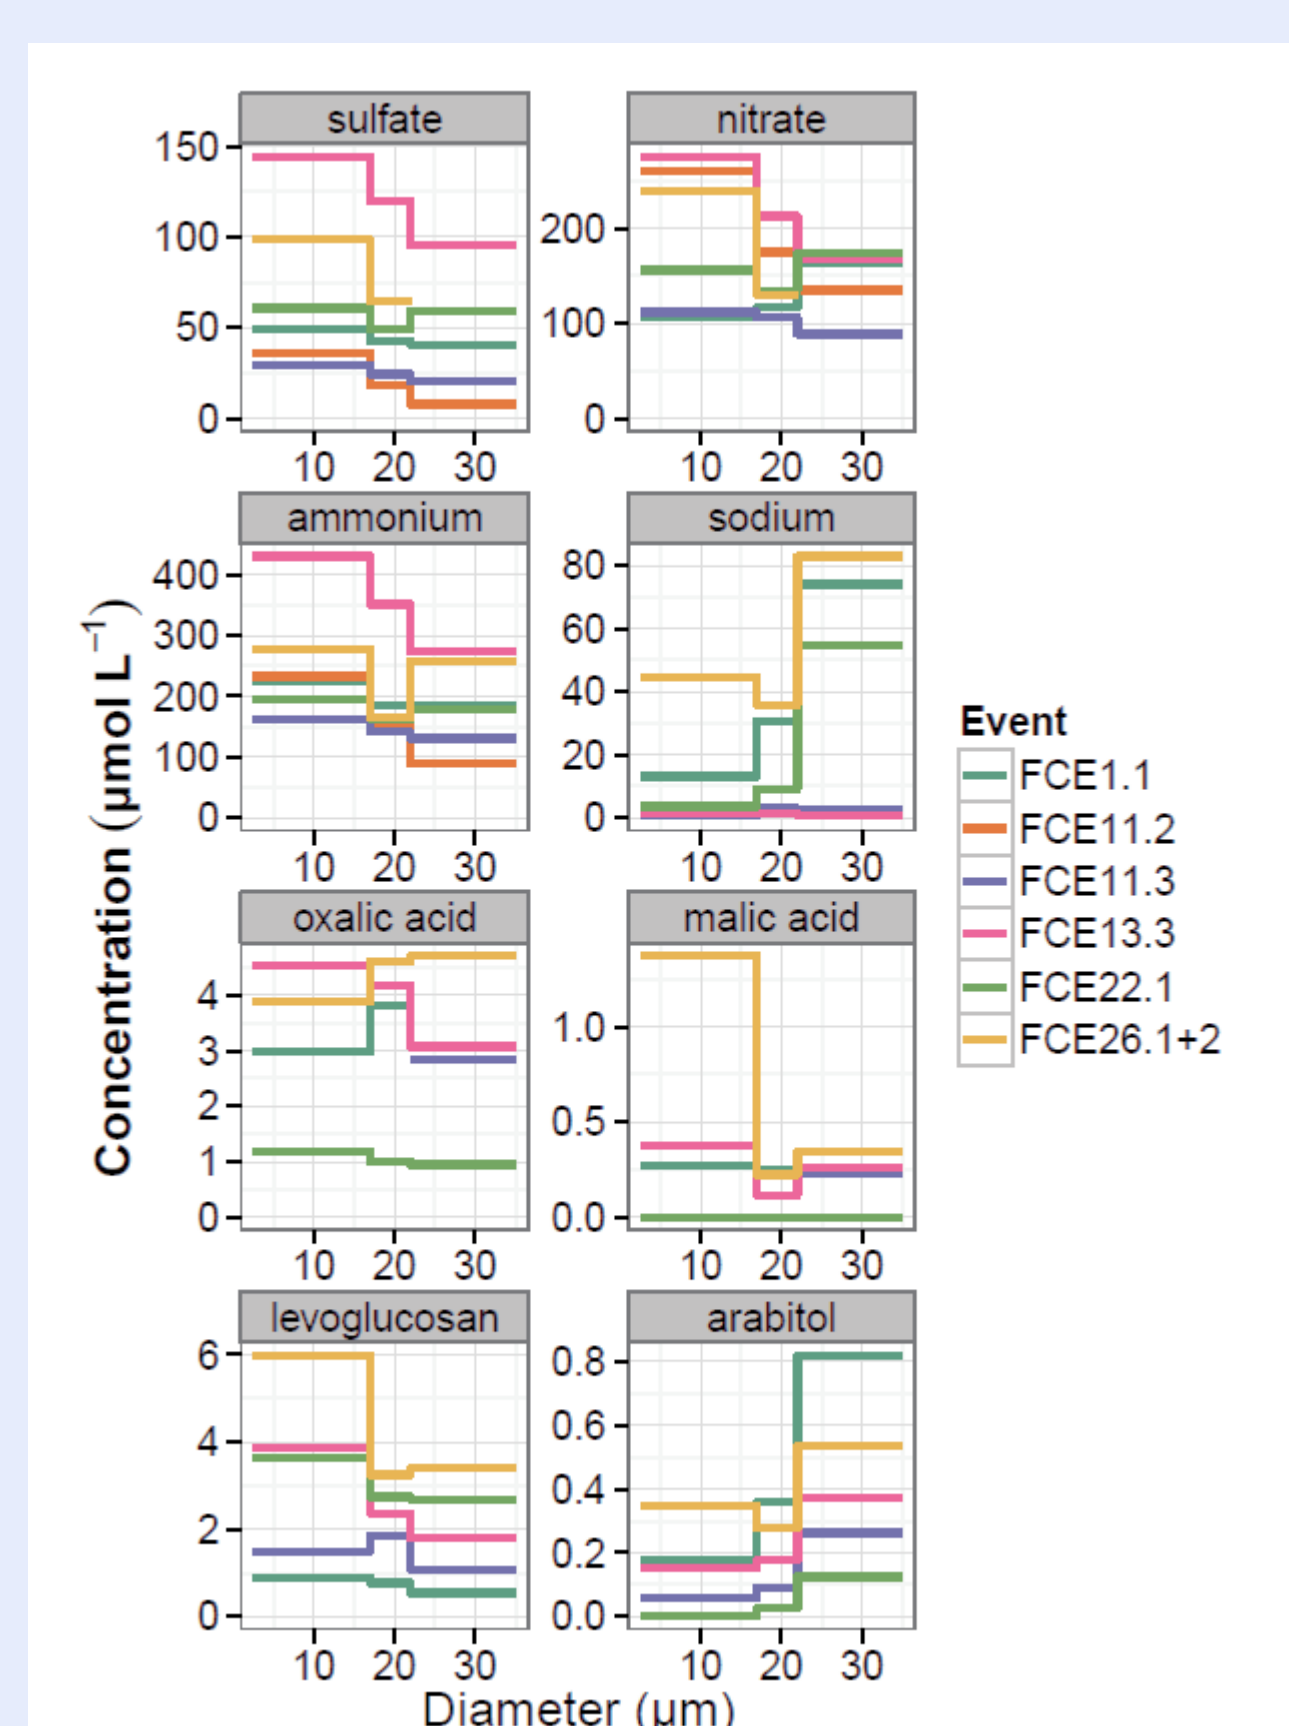 sulfate
nitrate
150
100
50
0
200
100
0
10 20 30
10 20 30
ammonium
sodium
400
300
200
100
0
80
60
40
20
0
10 20 30
10 20 30
oxalic acid
malic acid
4
3
2
1
0
1.0
0.5
0.0
10 20 30
10 20 30
levoglucosan
arabitol
6
4
2
0
0.8
0.6
0.4
0.2
0.0
10 20 30
10 20 30
Diameter (µm)
Concentration (µmol L⁻¹)
Event
FCE1.1
FCE11.2
FCE11.3
FCE13.3
FCE22.1
FCE26.1+2